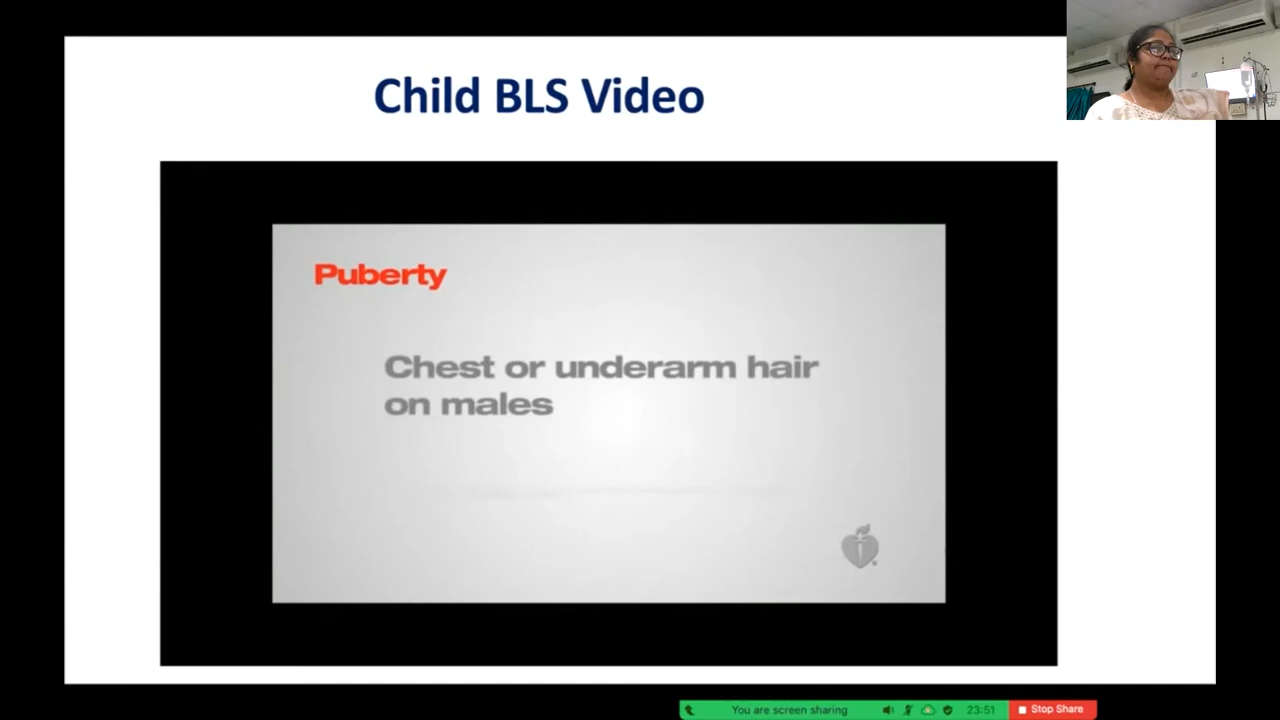 Child BLS Video
Puberty
Chest or underarm hair
on males
You are screen sharing
23:51
Stop Share